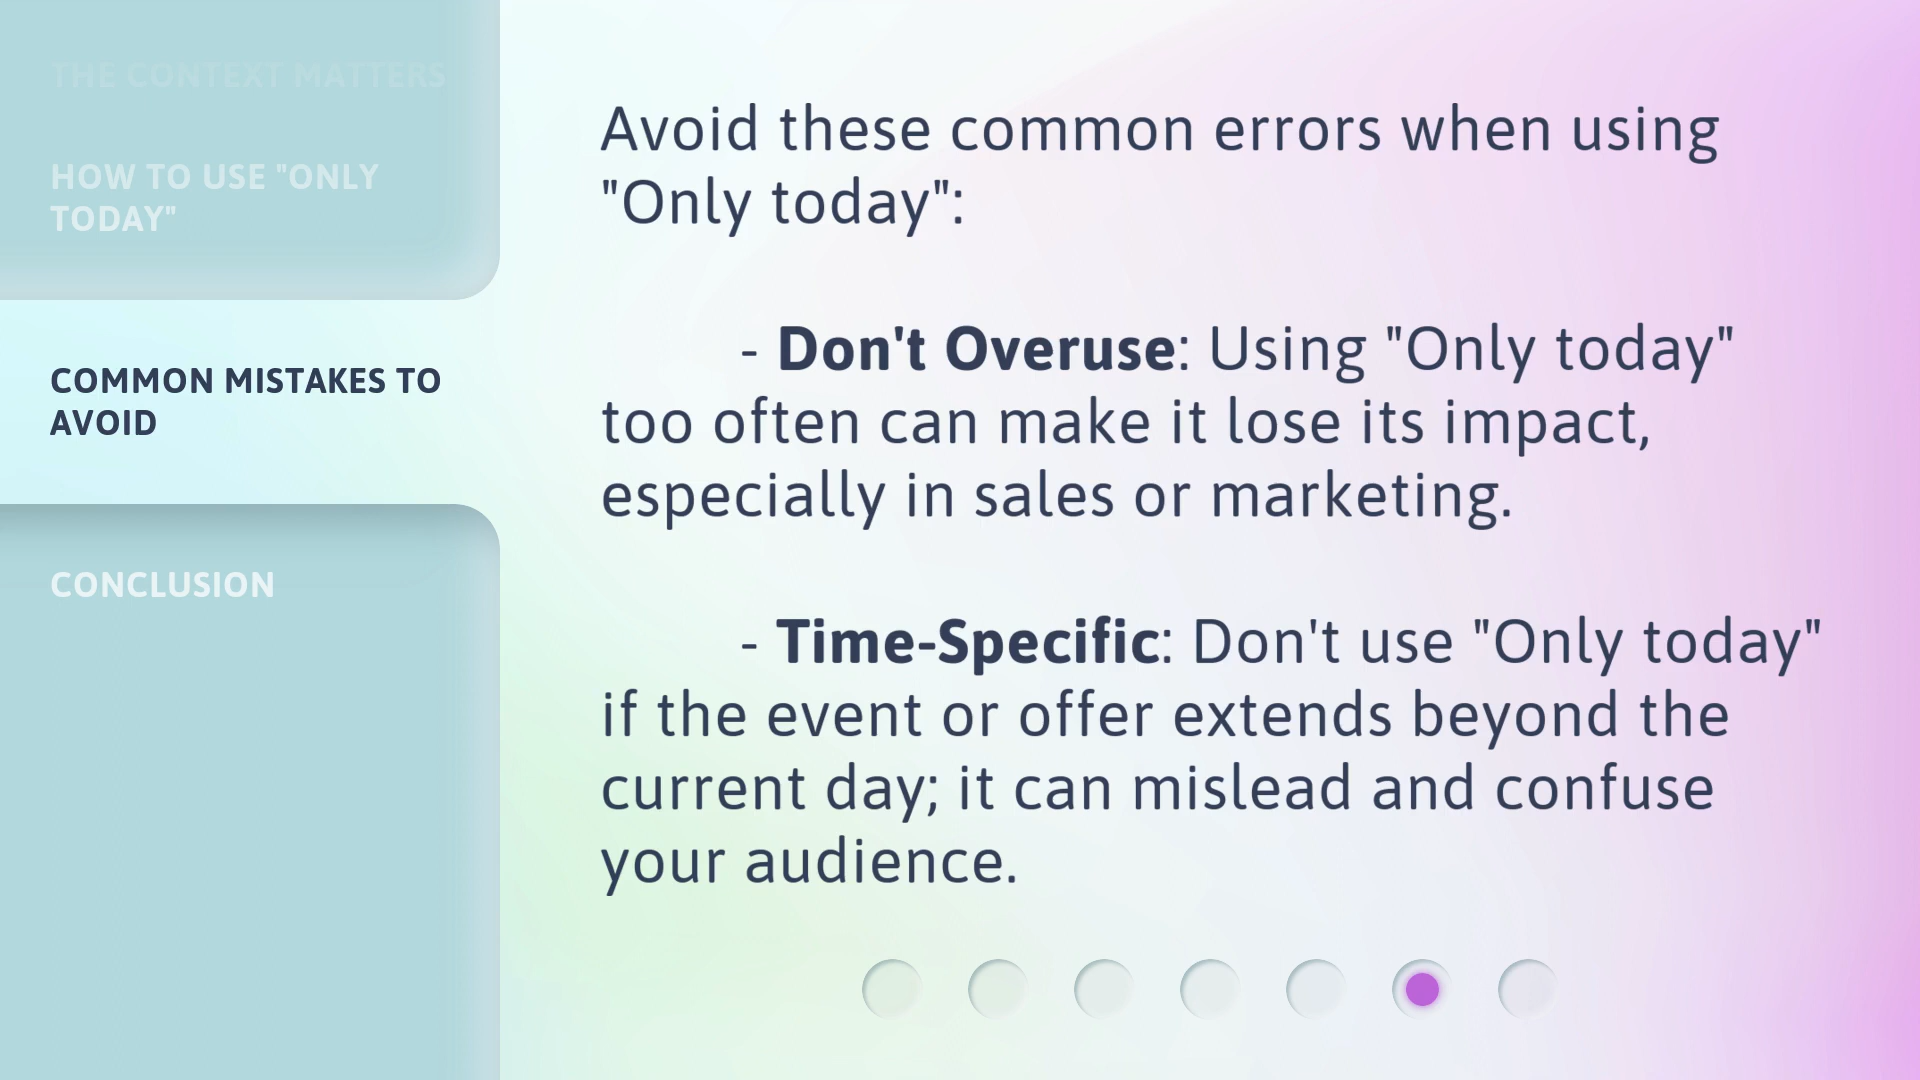 THE CONTEXT MATTERS
HOW TO USE "ONLY
TODAY"
COMMON MISTAKES TO
AVOID
CONCLUSION
Avoid these common errors when using
"Only today":
- Don't Overuse: Using "Only today"
too often can make it lose its impact,
especially in sales or marketing.
- Time-Specific: Don't use "Only today"
if the event or offer extends beyond the
current day; it can mislead and confuse
your audience.